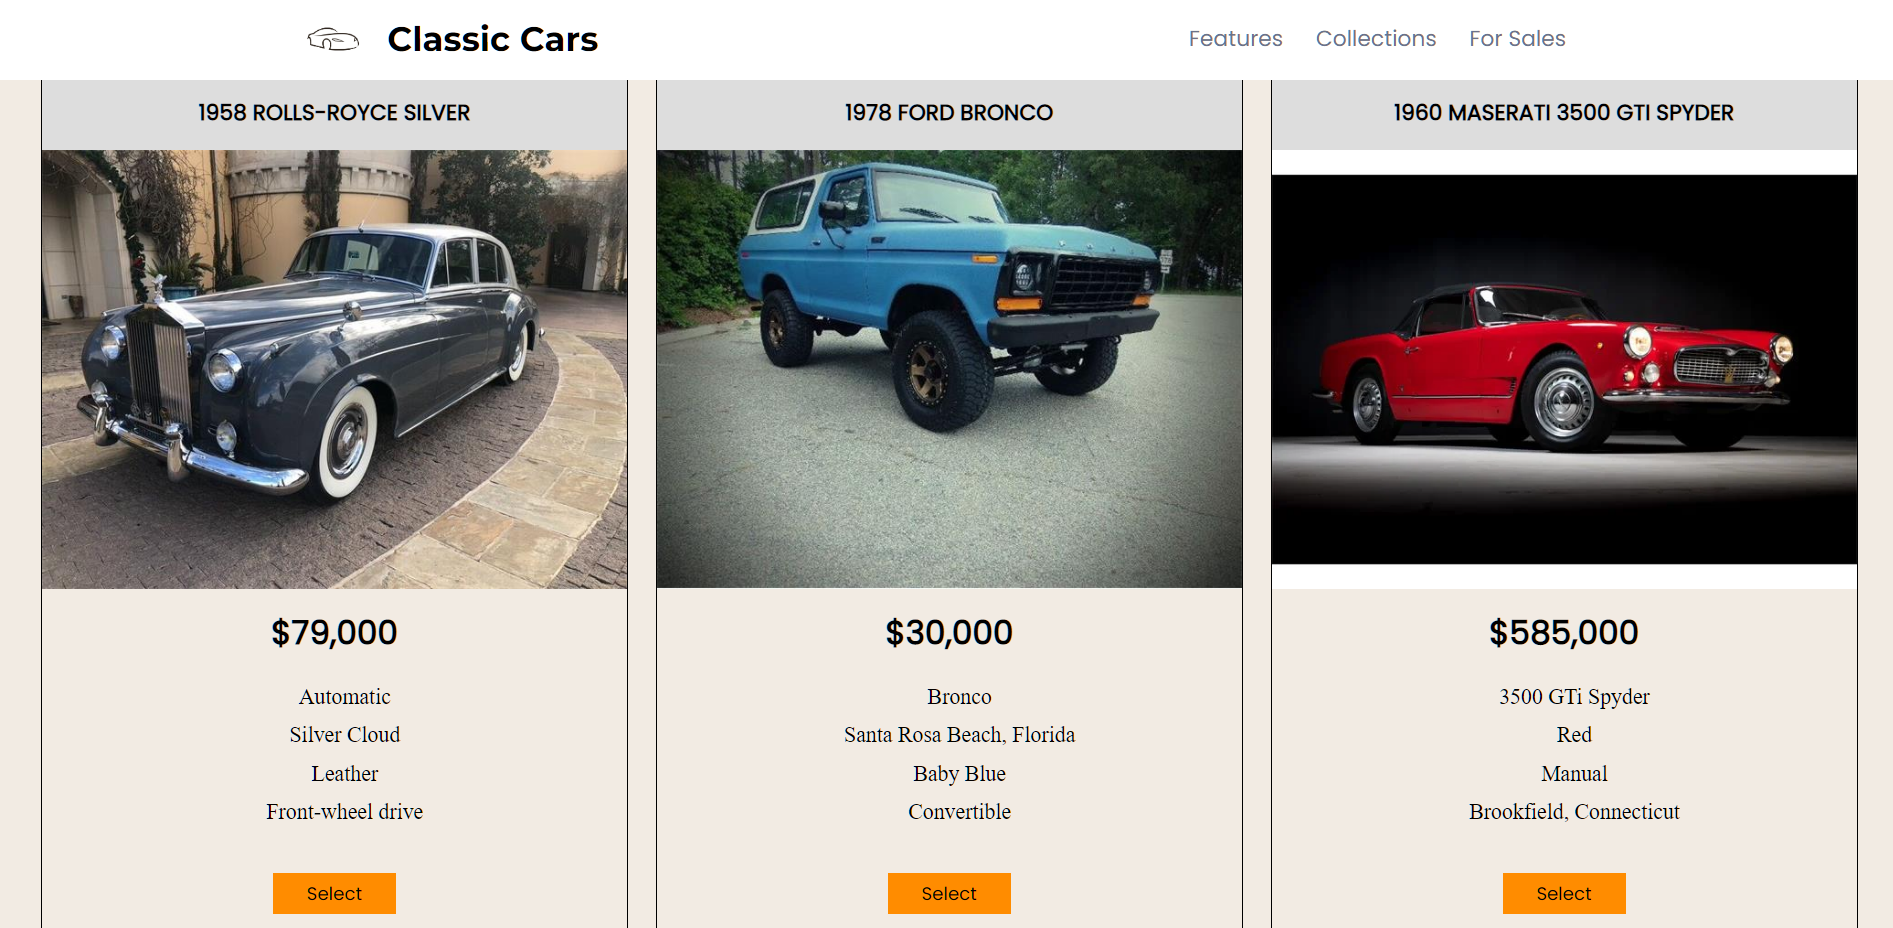 Classic Cars
Features Collections For Sales
1958 ROLLS-ROYCE SILVER
$79,000
Automatic
Silver Cloud
Leather
Front-wheel drive
Select
1978 FORD BRONCO
$30,000
Bronco
Santa Rosa Beach, Florida
Baby Blue
Convertible
Select
1960 MASERATI 3500 GTI SPYDER
$585,000
3500 GTi Spyder
Red
Manual
Brookfield, Connecticut
Select